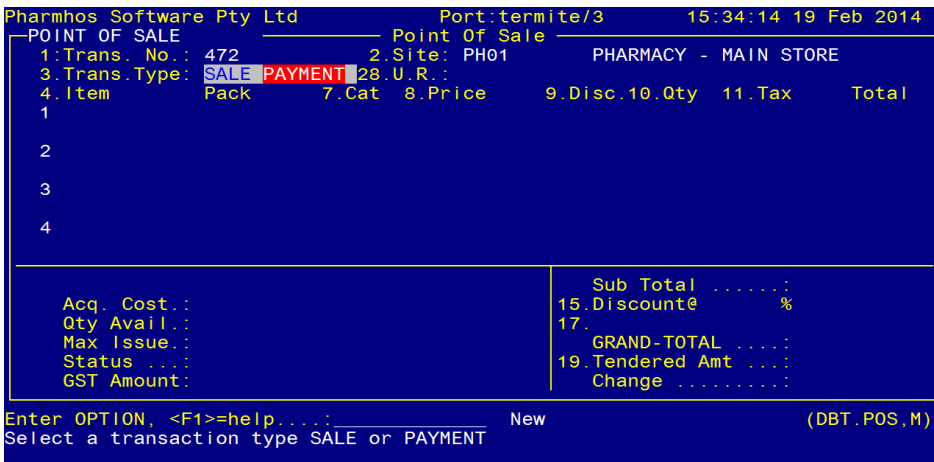 Pharmhos Software Pty Ltd Port:termite/3 15:34:14 19 Feb 2014
POINT OF SALE Point Of Sale
1:Trans. No.: 472 2.Site: PH01 PHARMACY - MAIN STORE
3.Trans.Type: SALE PAYMENT 28.U.R.:
4.Item Pack 7.Cat 8.Price 9.Disc.10.Qty 11.Tax Total
1
2
3
4
Sub Total ......:
Acq. Cost.: 15.Discount@ %
Qty Avail.: 17.
Max Issue.: GRAND-TOTAL ....:
Status ...: 19.Tendered Amt ...:
GST Amount: Change .........:
Enter OPTION, <F1>=help....:______________ New (DBT.POS,M)
Select a transaction type SALE or PAYMENT